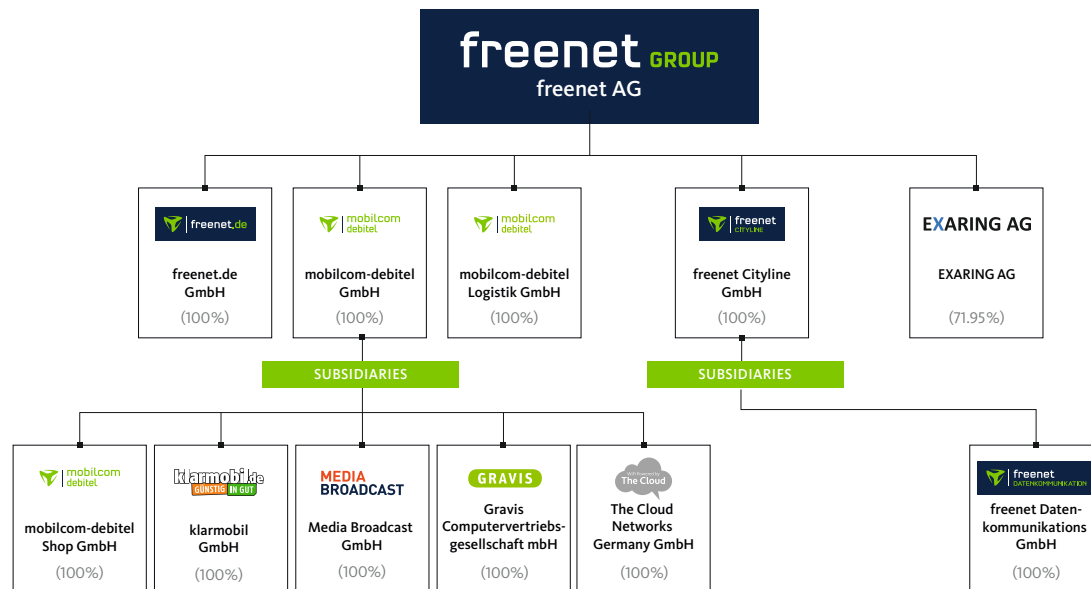 freenet GROUP
freenet AG
freenet.de
freenet.de
GmbH
(100%)
mobilcom
debitel
mobilcom-debitel
GmbH
(100%)
mobilcom
debitel
mobilcom-debitel
Logistik GmbH
(100%)
freenet
CITYLINE
freenet Cityline
GmbH
(100%)
EXARING AG
EXARING AG
(71.95%)
SUBSIDIARIES
SUBSIDIARIES
mobilcom
debitel
mobilcom-debitel
Shop GmbH
(100%)
klarmobil.de
GÜNSTIG IN GUT
klarmobil
GmbH
(100%)
MEDIA
BROADCAST
Media Broadcast
GmbH
(100%)
GRAVIS
Gravis
Computervertriebs-
gesellschaft mbH
(100%)
Wifi Powered by
The Cloud
The Cloud
Networks
Germany GmbH
(100%)
freenet
DATENKOMMUNIKATION
freenet Daten-
kommunikations
GmbH
(100%)